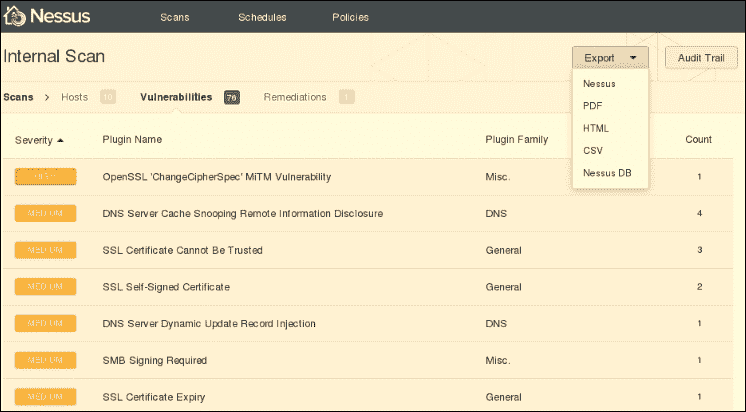 Nessus Scans Schedules Policies
Internal Scan Export Audit Trail
Nessus
PDF
HTML
CSV
Nessus DB
Scans > Hosts 10 Vulnerabilities 76 Remediations 1
Severity Plugin Name Plugin Family Count
HIGH OpenSSL 'ChangeCipherSpec' MiTM Vulnerability Misc. 1
MEDIUM DNS Server Cache Snooping Remote Information Disclosure DNS 4
MEDIUM SSL Certificate Cannot Be Trusted General 3
MEDIUM SSL Self-Signed Certificate General 2
MEDIUM DNS Server Dynamic Update Record Injection DNS 1
MEDIUM SMB Signing Required Misc. 1
MEDIUM SSL Certificate Expiry General 1